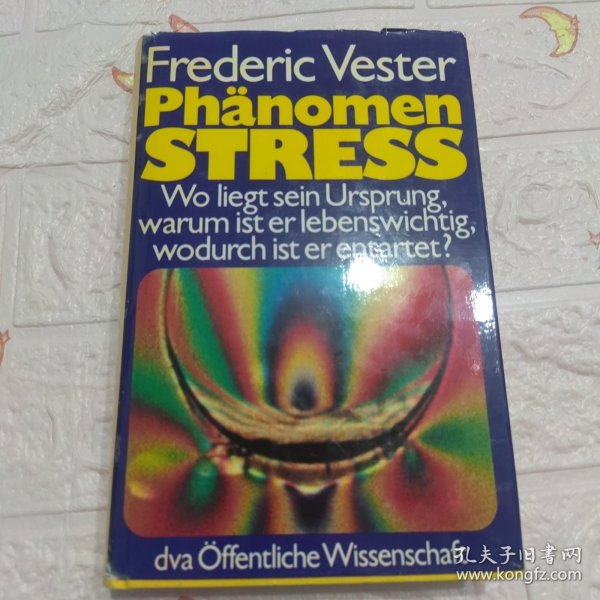 Frederic Vester
Phänomen
STRESS
Wo liegt sein Ursprung,
warum ist er lebenswichtig,
wodurch ist er entartet?
dva Öffentliche Wissenschaft
孔夫子旧书网
www.kongfz.com